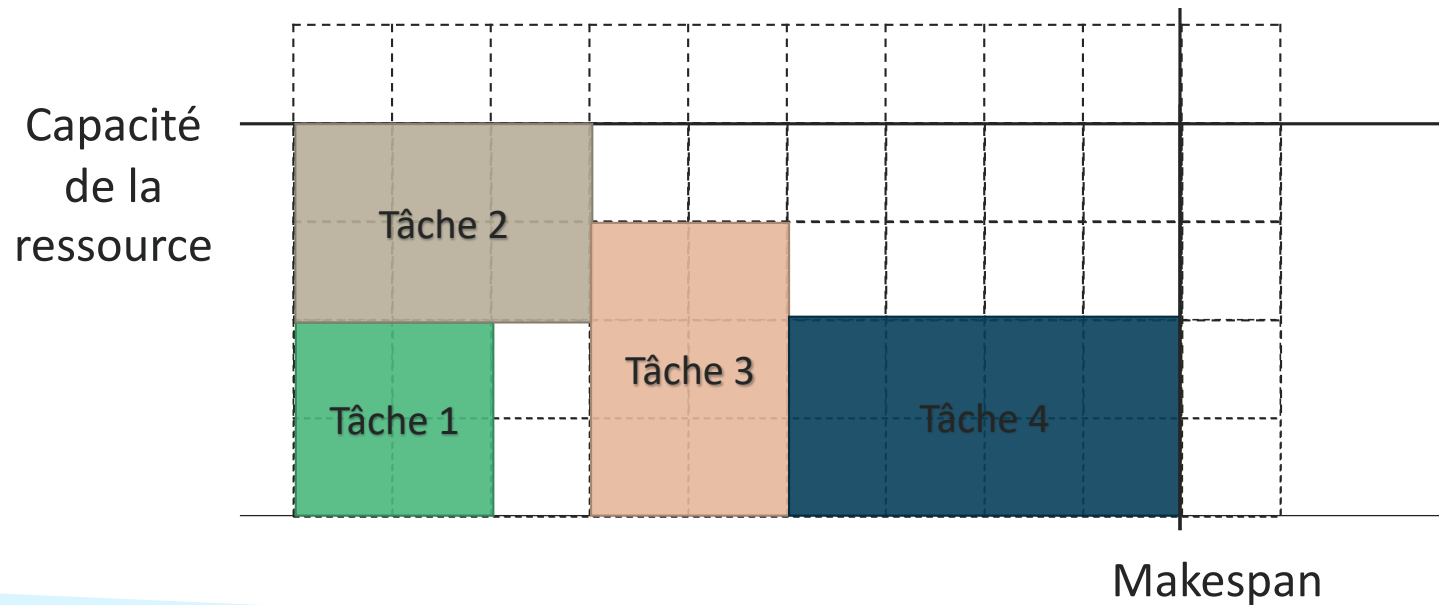 Capacité
de la
ressource
Tâche 2
Tâche 3
Tâche 1
Tâche 4
Makespan